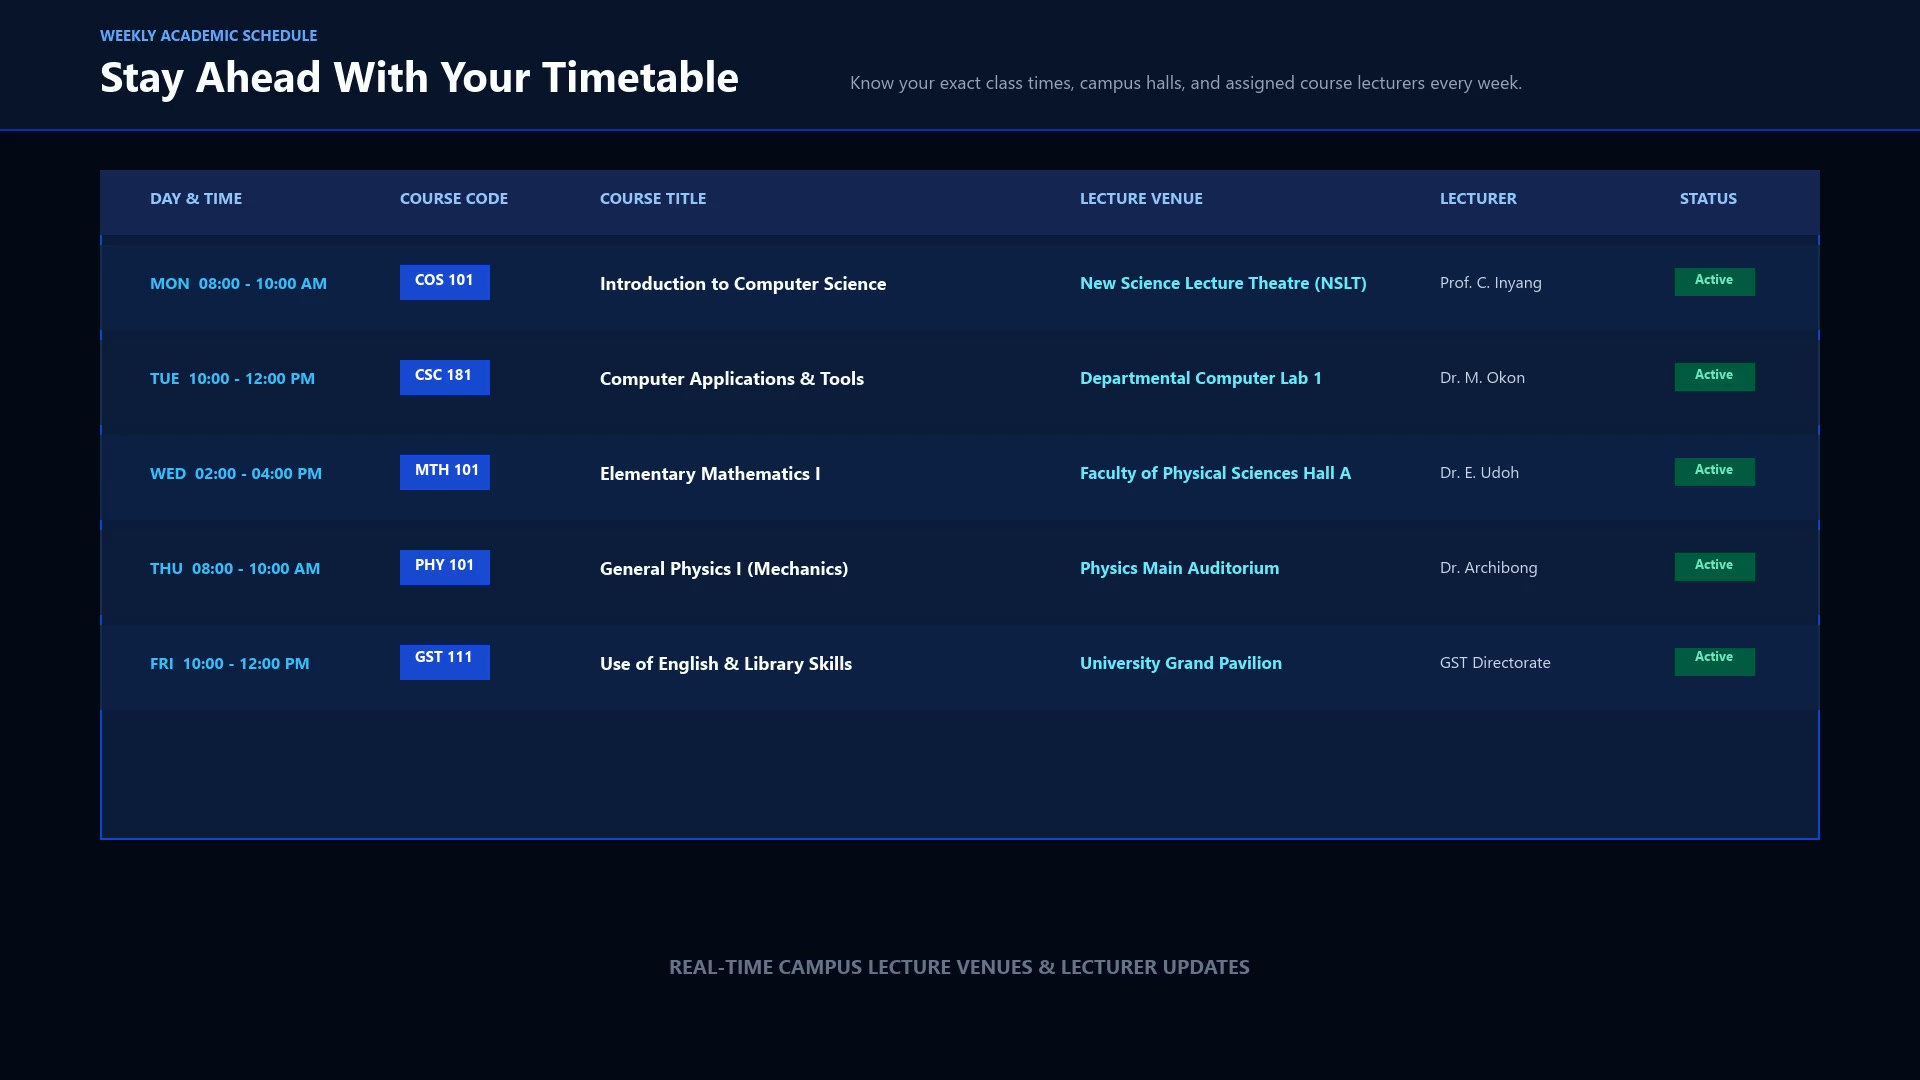 WEEKLY ACADEMIC SCHEDULE
Stay Ahead With Your Timetable
Know your exact class times, campus halls, and assigned course lecturers every week.
DAY & TIME COURSE CODE COURSE TITLE LECTURE VENUE LECTURER STATUS
MON 08:00 - 10:00 AM COS 101 Introduction to Computer Science New Science Lecture Theatre (NSLT) Prof. C. Inyang Active
TUE 10:00 - 12:00 PM CSC 181 Computer Applications & Tools Departmental Computer Lab 1 Dr. M. Okon Active
WED 02:00 - 04:00 PM MTH 101 Elementary Mathematics I Faculty of Physical Sciences Hall A Dr. E. Udoh Active
THU 08:00 - 10:00 AM PHY 101 General Physics I (Mechanics) Physics Main Auditorium Dr. Archibong Active
FRI 10:00 - 12:00 PM GST 111 Use of English & Library Skills University Grand Pavilion GST Directorate Active
REAL-TIME CAMPUS LECTURE VENUES & LECTURER UPDATES